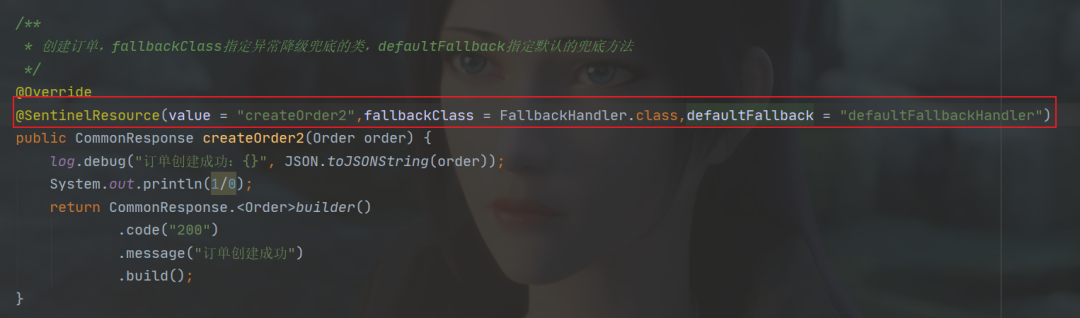 /**
 * 创建订单，fallbackClass指定异常降级兜底的类，defaultFallback指定默认的兜底方法
 */
@Override
@SentinelResource(value = "createOrder2",fallbackClass = FallbackHandler.class,defaultFallback = "defaultFallbackHandler")
public CommonResponse createOrder2(Order order) {
    log.debug("订单创建成功：{}", JSON.toJSONString(order));
    System.out.println(1/0);
    return CommonResponse.<Order>builder()
            .code("200")
            .message("订单创建成功")
            .build();
}